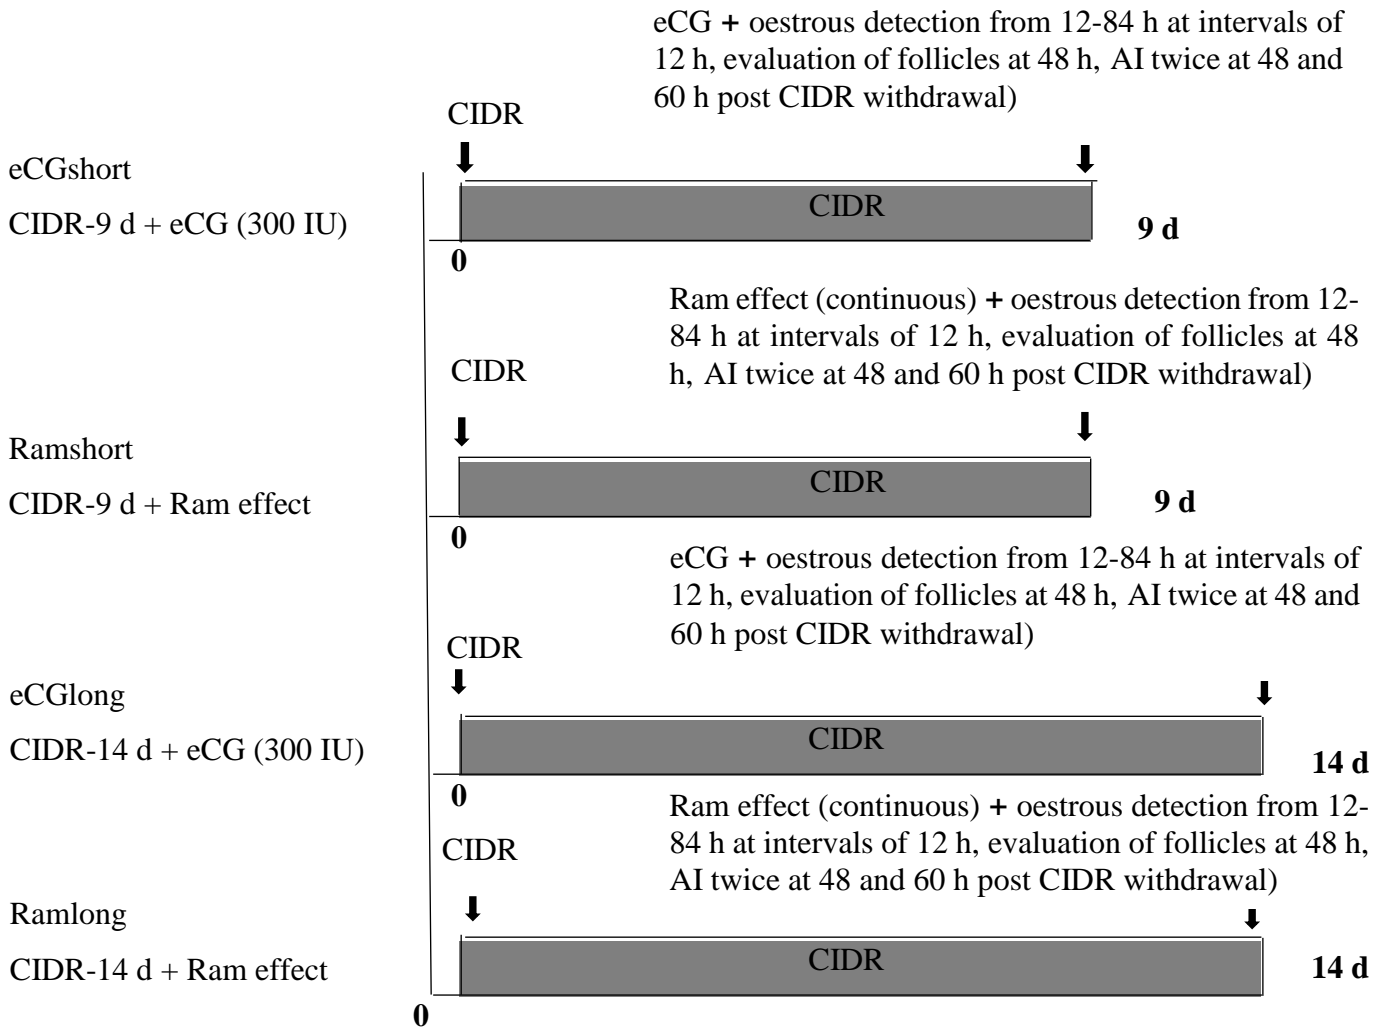 eCG + oestrous detection from 12-84 h at intervals of
12 h, evaluation of follicles at 48 h, AI twice at 48 and
60 h post CIDR withdrawal)
CIDR
eCGshort
CIDR-9 d + eCG (300 IU)
CIDR
9 d
0
Ram effect (continuous) + oestrous detection from 12-
84 h at intervals of 12 h, evaluation of follicles at 48
h, AI twice at 48 and 60 h post CIDR withdrawal)
CIDR
Ramshort
CIDR-9 d + Ram effect
CIDR
9 d
0
eCG + oestrous detection from 12-84 h at intervals of
12 h, evaluation of follicles at 48 h, AI twice at 48 and
60 h post CIDR withdrawal)
CIDR
eCGlong
CIDR-14 d + eCG (300 IU)
CIDR
14 d
0
Ram effect (continuous) + oestrous detection from 12-
84 h at intervals of 12 h, evaluation of follicles at 48 h,
AI twice at 48 and 60 h post CIDR withdrawal)
CIDR
Ramlong
CIDR-14 d + Ram effect
CIDR
14 d
0